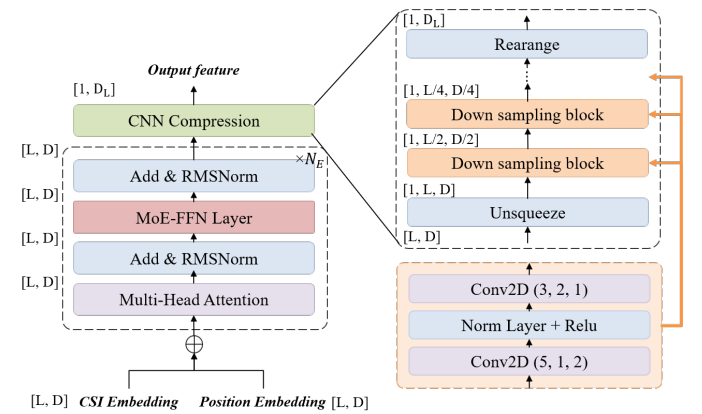 Output feature
[1, D_L]
CNN Compression
[L, D]
×N_E
Add & RMSNorm
[L, D]
MoE-FFN Layer
[L, D]
Add & RMSNorm
[L, D]
Multi-Head Attention
[L, D] CSI Embedding Position Embedding [L, D]
[1, D_L]
Rearange
[1, L/4, D/4]
Down sampling block
[1, L/2, D/2]
Down sampling block
[1, L, D]
Unsqueeze
[L, D]
Conv2D (3, 2, 1)
Norm Layer + Relu
Conv2D (5, 1, 2)